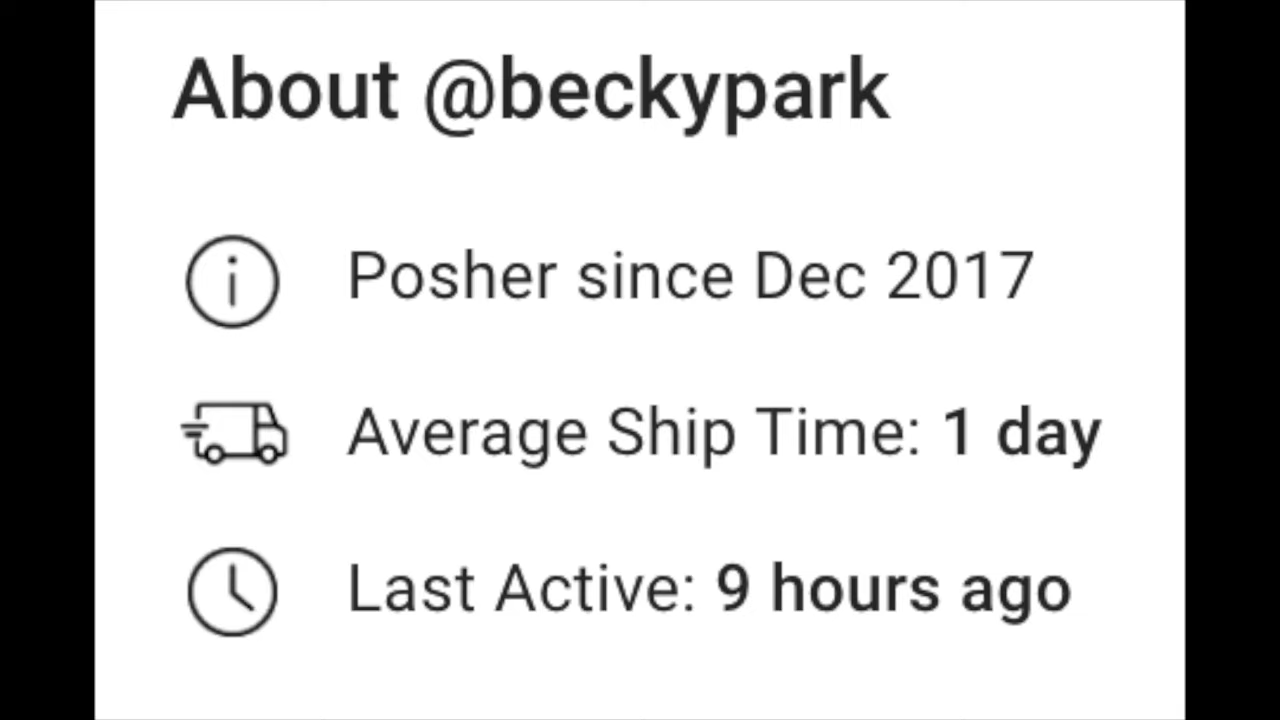 About @beckypark
Posher since Dec 2017
Average Ship Time: 1 day
Last Active: 9 hours ago